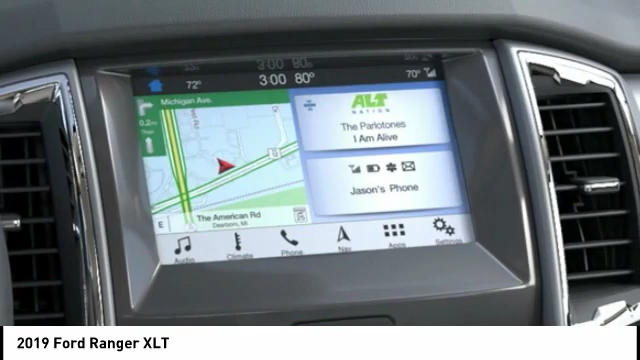 72° 3:00 80° 70°
Michigan Ave.
0.2mi
Then
The American Rd
Dearborn, MI
E
ALT
NATION
The Parlotones
I Am Alive
Jason's Phone
Audio Climate Phone Nav Apps Settings
2019 Ford Ranger XLT